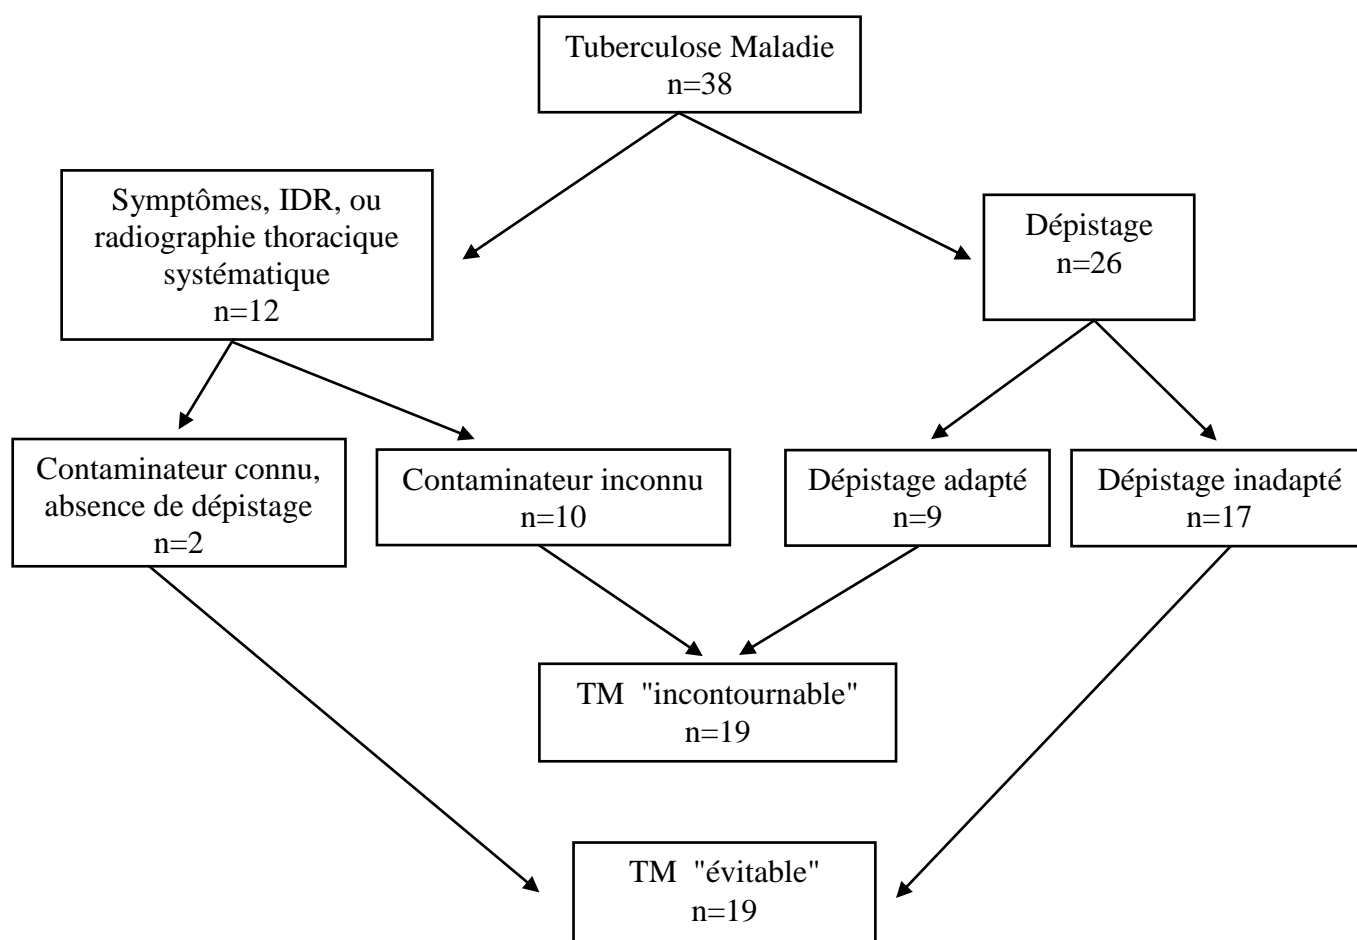 Tuberculose Maladie
n=38
Symptômes, IDR, ou
radiographie thoracique
systématique
n=12
Dépistage
n=26
Contaminateur connu,
absence de dépistage
n=2
Contaminateur inconnu
n=10
Dépistage adapté
n=9
Dépistage inadapté
n=17
TM "incontournable"
n=19
TM "évitable"
n=19